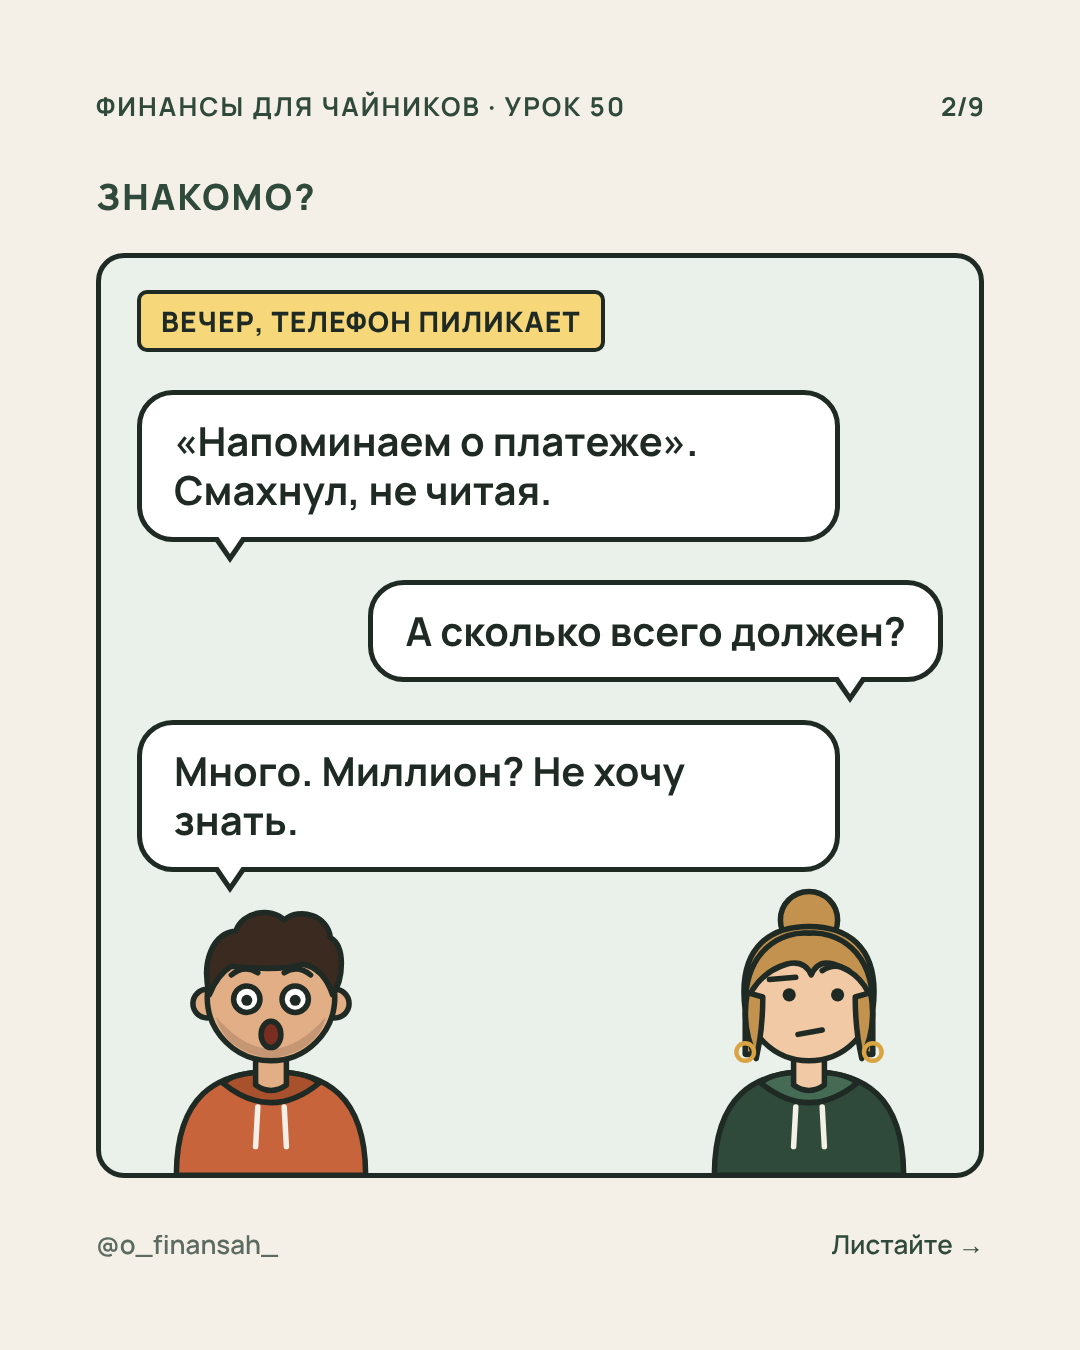 ФИНАНСЫ ДЛЯ ЧАЙНИКОВ · УРОК 50
2/9
ЗНАКОМО?
ВЕЧЕР, ТЕЛЕФОН ПИЛИКАЕТ
«Напоминаем о платеже».
Смахнул, не читая.
А сколько всего должен?
Много. Миллион? Не хочу
знать.
@o_finansah_
Листайте →